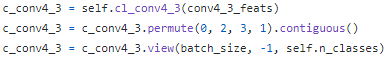 c_conv4_3 = self.cl_conv4_3(conv4_3_feats)
c_conv4_3 = c_conv4_3.permute(0, 2, 3, 1).contiguous()
c_conv4_3 = c_conv4_3.view(batch_size, -1, self.n_classes)